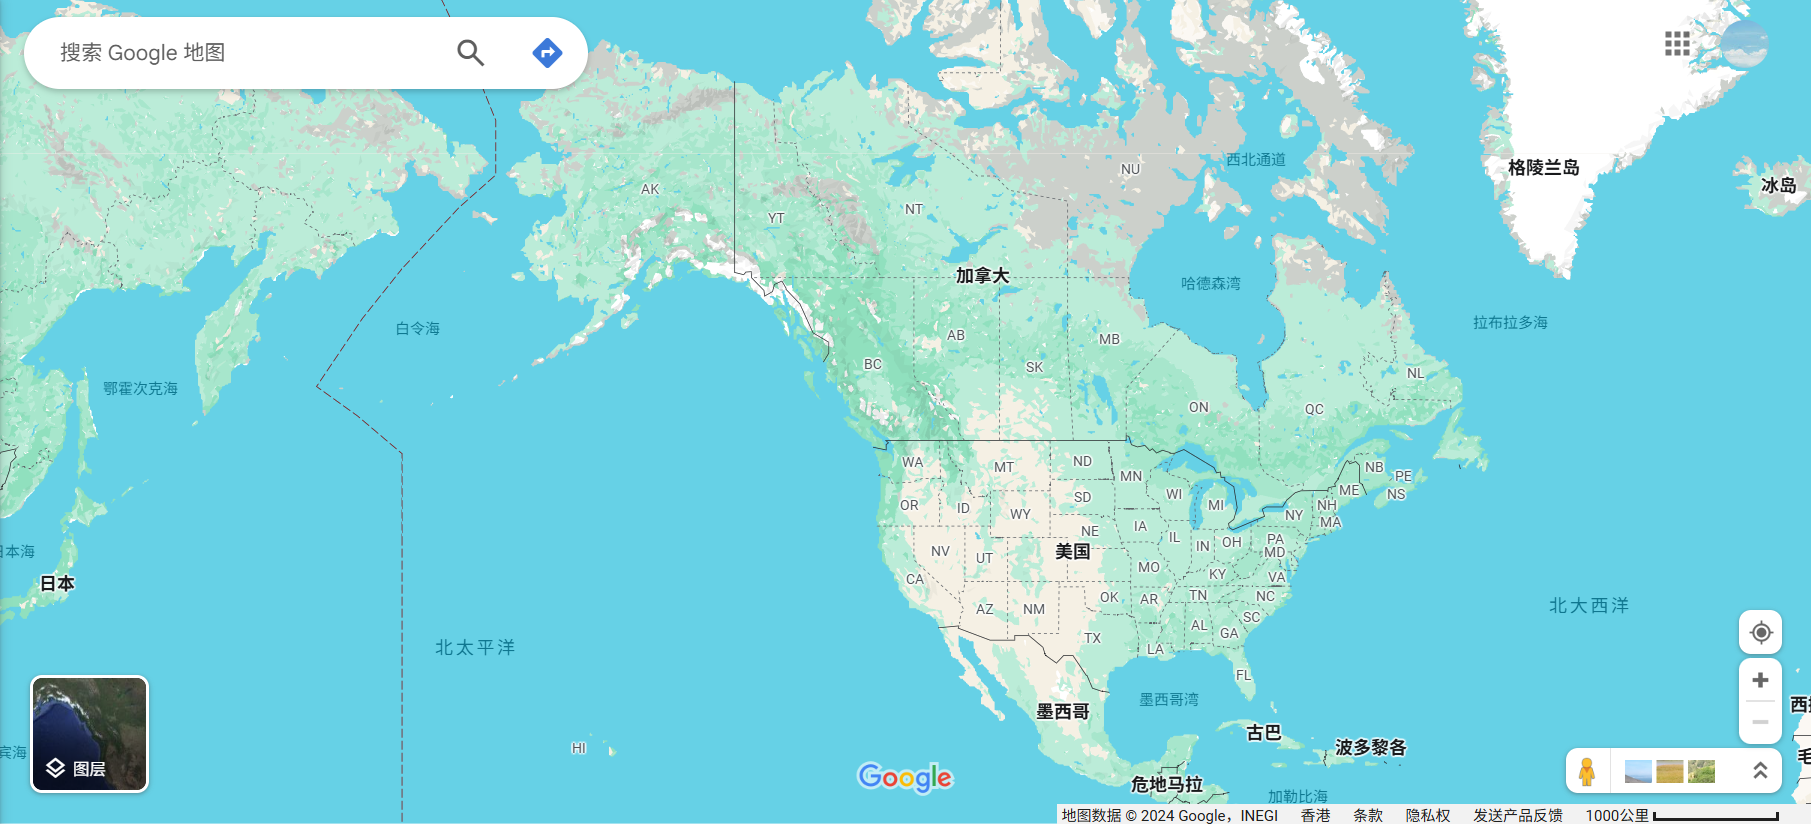 搜索 Google 地图
西北通道
NU
格陵兰岛
冰岛
AK
YT
NT
加拿大
哈德森湾
白令海
拉布拉多海
AB
MB
BC
SK
NL
鄂霍次克海
ON
QC
WA
MT
ND
MN
NB
PE
ME
NS
OR
ID
WY
SD
WI
MI
NH
NY
MA
NE
IA
IL
IN
OH
PA
MD
日本海
NV
UT
美国
MO
KY
VA
日本
CA
AZ
NM
OK
AR
TN
NC
北大西洋
SC
AL
GA
TX
LA
北太平洋
FL
墨西哥湾
墨西哥
古巴
波多黎各
HI
宾海
图层
Google
危地马拉
加勒比海
毛
地图数据 © 2024 Google，INEGI 香港 条款 隐私权 发送产品反馈 1000公里